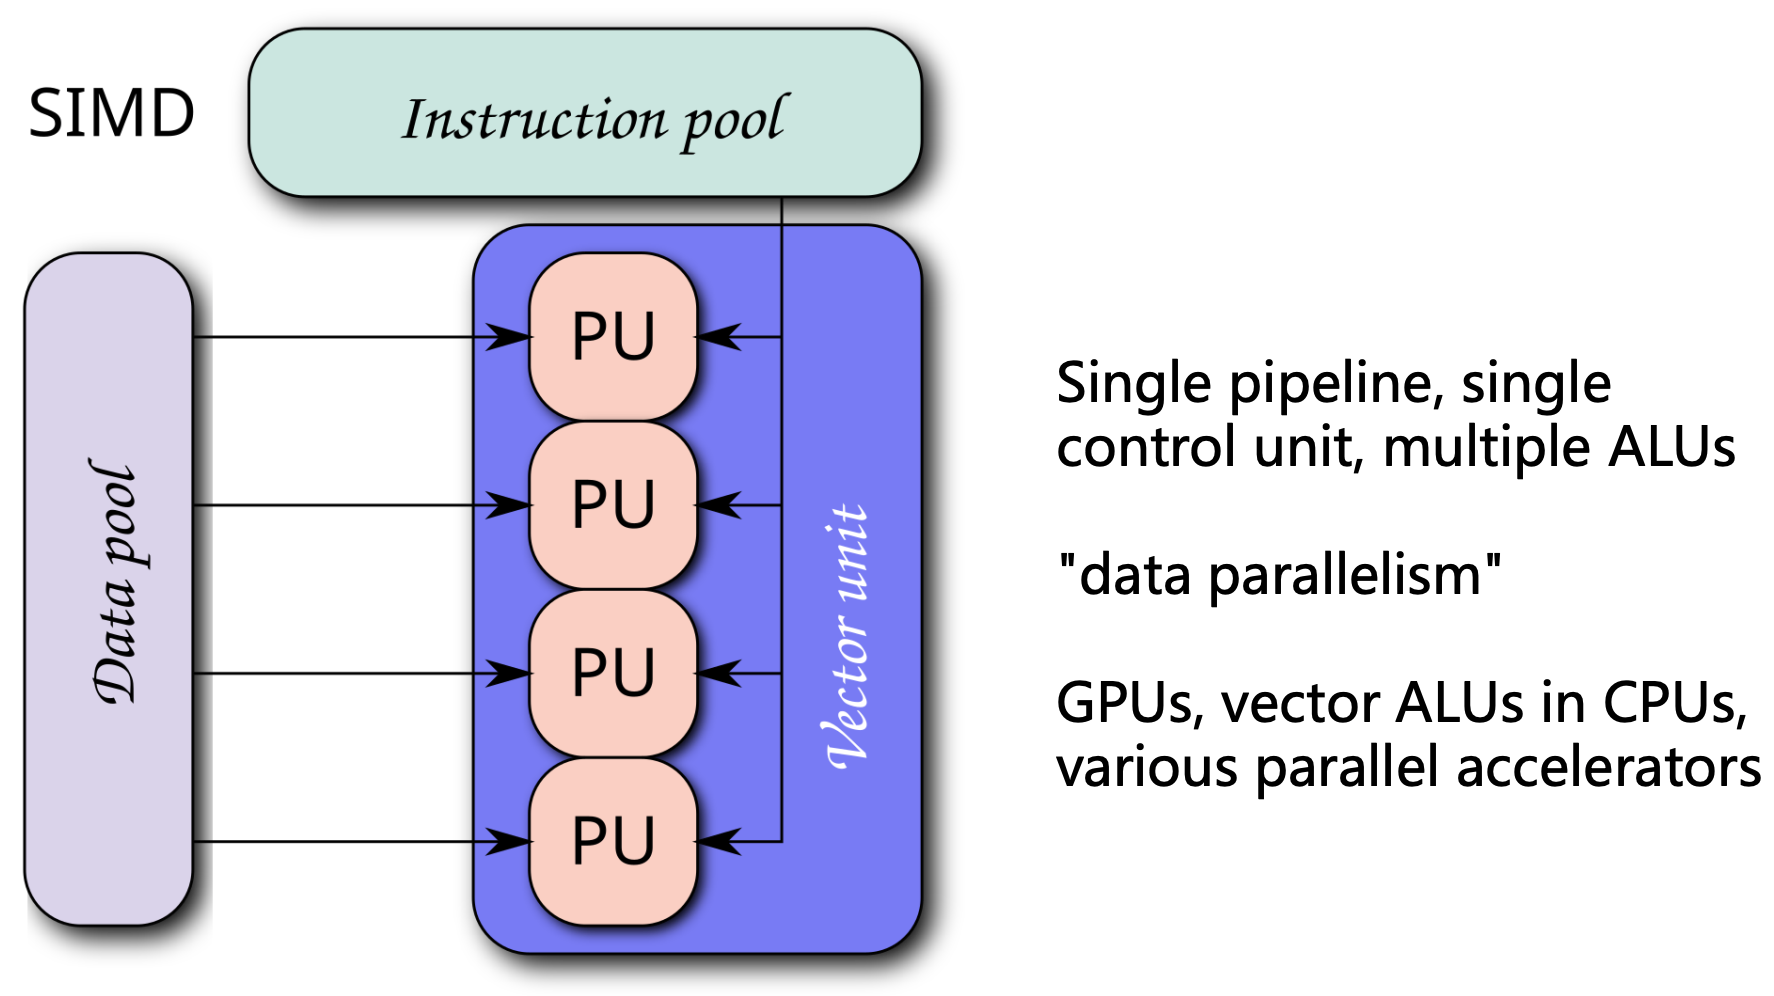 SIMD
Instruction pool
Data pool
PU
PU
PU
PU
Vector unit
Single pipeline, single
control unit, multiple ALUs
"data parallelism"
GPUs, vector ALUs in CPUs,
various parallel accelerators